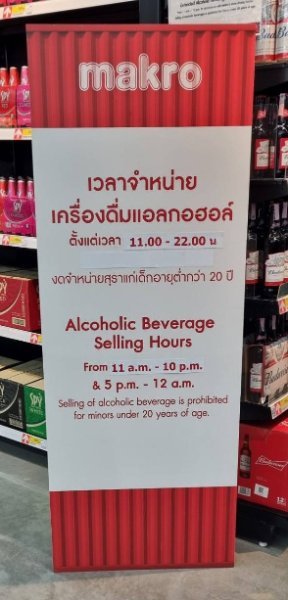 makro
เวลาจำหน่าย
เครื่องดื่มแอลกอฮอล์
ตั้งแต่เวลา 11.00 - 22.00 น
งดจำหน่ายสุราแก่เด็กอายุต่ำกว่า 20 ปี
Alcoholic Beverage
Selling Hours
From 11 a.m. - 10 p.m.
& 5 p.m. - 12 a.m.
Selling of alcoholic beverage is prohibited
for minors under 20 years of age.
SPY
SPY
SPY
Budweiser